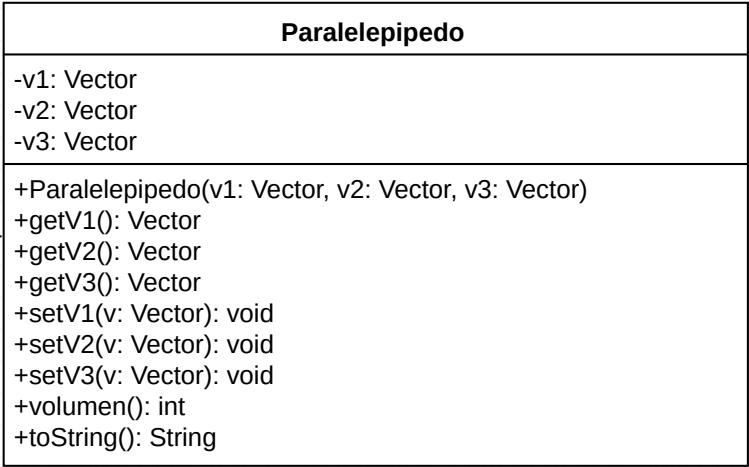 Paralelepipedo
-v1: Vector
-v2: Vector
-v3: Vector
+Paralelepipedo(v1: Vector, v2: Vector, v3: Vector)
+getV1(): Vector
+getV2(): Vector
+getV3(): Vector
+setV1(v: Vector): void
+setV2(v: Vector): void
+setV3(v: Vector): void
+volumen(): int
+toString(): String